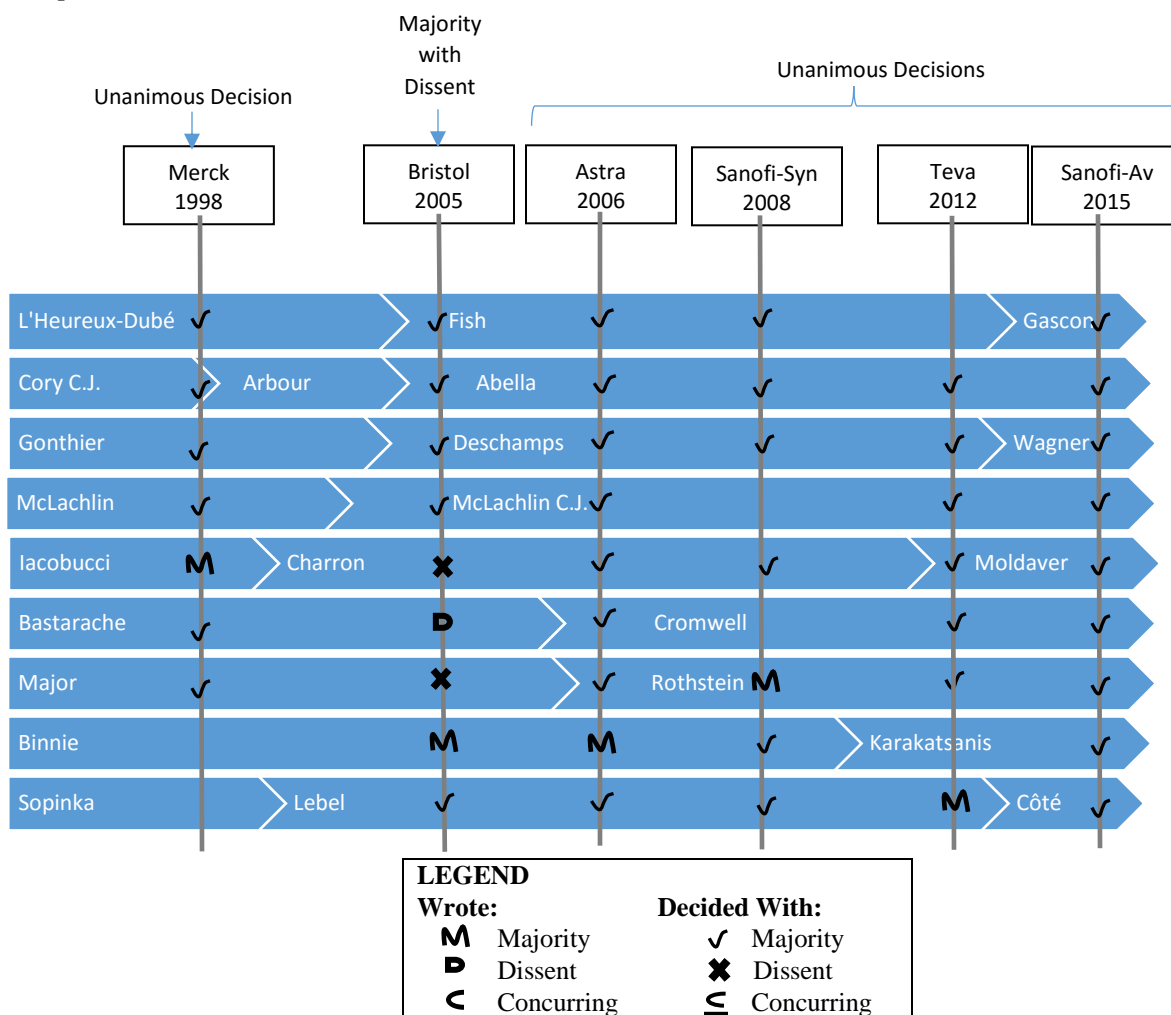 Majority
with
Dissent
Unanimous Decision
Unanimous Decisions
Merck
1998
Bristol
2005
Astra
2006
Sanofi-Syn
2008
Teva
2012
Sanofi-Av
2015
L'Heureux-Dubé Fish Gascon
Cory C.J. Arbour Abella
Gonthier Deschamps Wagner
McLachlin McLachlin C.J.
Iacobucci M Charron Moldaver
Bastarache D Cromwell
Major Rothstein M
Binnie M M Karakatsanis
Sopinka Lebel M Côté
LEGEND
Wrote: Decided With:
M Majority Majority
D Dissent Dissent
C Concurring C Concurring